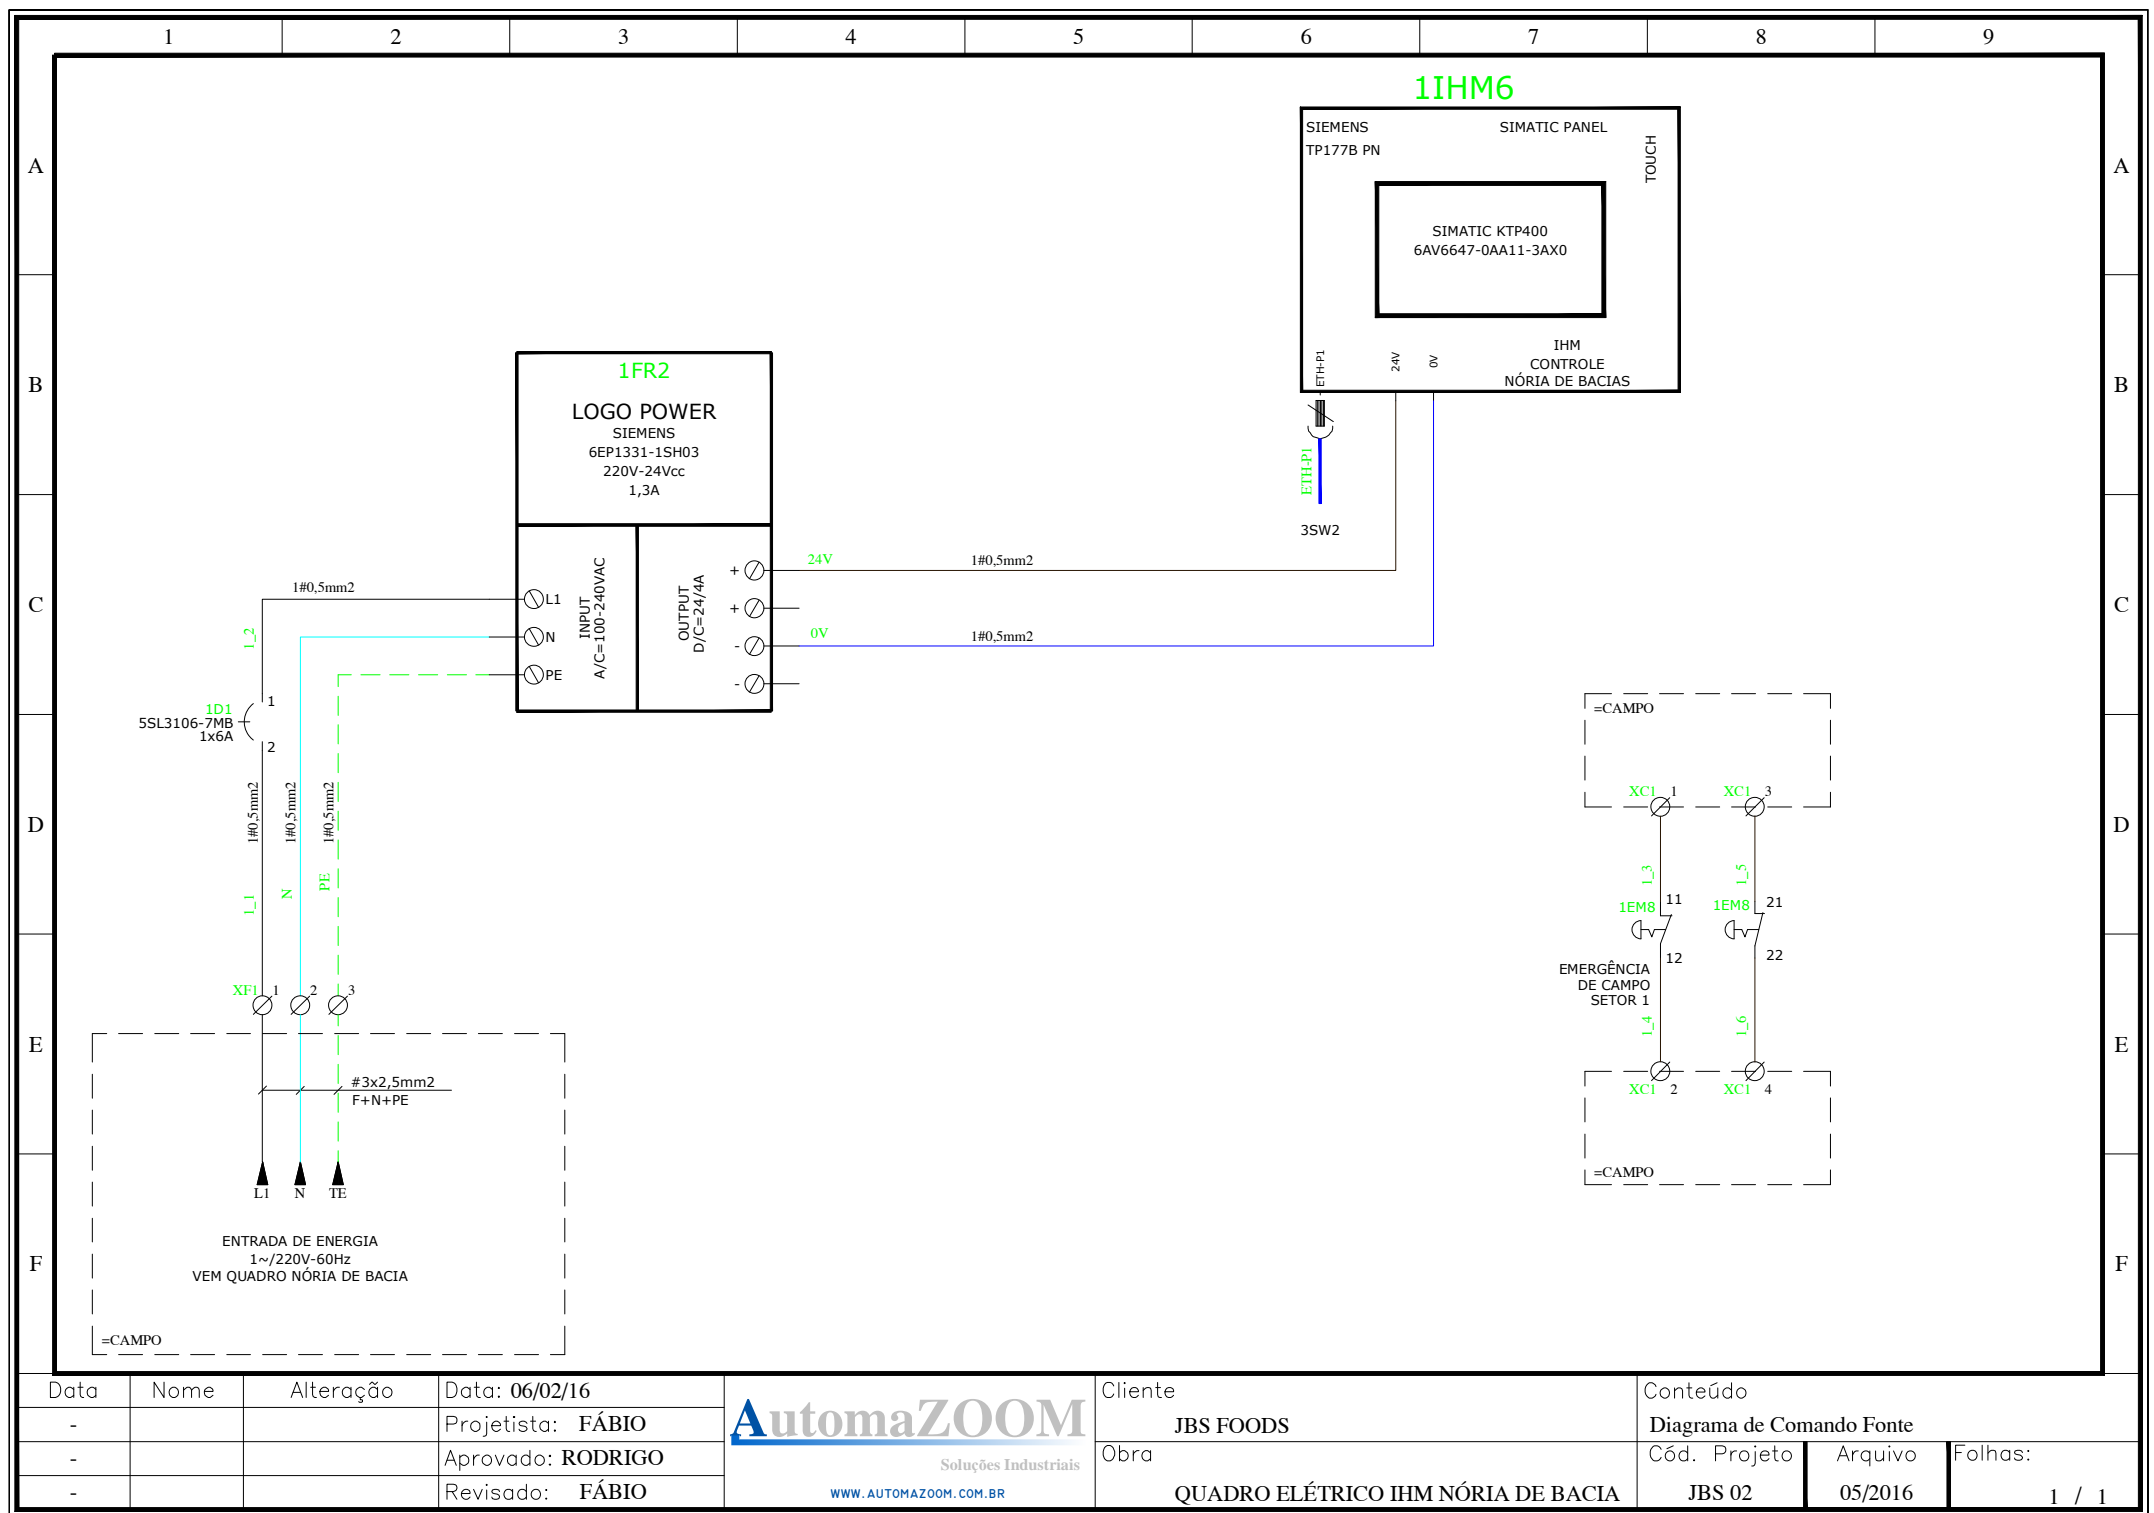 1 2 3 4 5 6 7 8 9
A A
B B
C C
D D
E E
F F
1IHM6
SIEMENS
SIMATIC PANEL
TP177B PN
TOUCH
SIMATIC KTP400
6AV6647-0AA11-3AX0
IHM
CONTROLE
NÓRIA DE BACIAS
ETH-P1
24V
0V
ETH-P1
3SW2
1FR2
LOGO POWER
SIEMENS
6EP1331-1SH03
220V-24Vcc
1,3A
L1
N
PE
INPUT
A/C=100-240VAC
OUTPUT
D/C=24/4A
+
+
-
-
24V
1#0,5mm2
0V
1#0,5mm2
1#0,5mm2
1_2
1D1
5SL3106-7MB
1x6A
1
2
1#0,5mm2
1#0,5mm2
1#0,5mm2
1_1
N
PE
XF1 1 2 3
#3x2,5mm2
F+N+PE
L1 N TE
ENTRADA DE ENERGIA
1~/220V-60Hz
VEM QUADRO NÓRIA DE BACIA
=CAMPO
=CAMPO
XC1 1
XC1 3
1_3
1_5
1EM8 11
12
1EM8 21
22
EMERGÊNCIA
DE CAMPO
SETOR 1
1_4
1_6
XC1 2
XC1 4
=CAMPO
Data Nome Alteração
-
-
-
Data: 06/02/16
Projetista: FÁBIO
Aprovado: RODRIGO
Revisado: FÁBIO
AutomaZOOM
Soluções Industriais
WWW.AUTOMAZOOM.COM.BR
Cliente
JBS FOODS
Obra
QUADRO ELÉTRICO IHM NÓRIA DE BACIA
Conteúdo
Diagrama de Comando Fonte
Cód. Projeto
JBS 02
Arquivo
05/2016
Folhas:
1 / 1